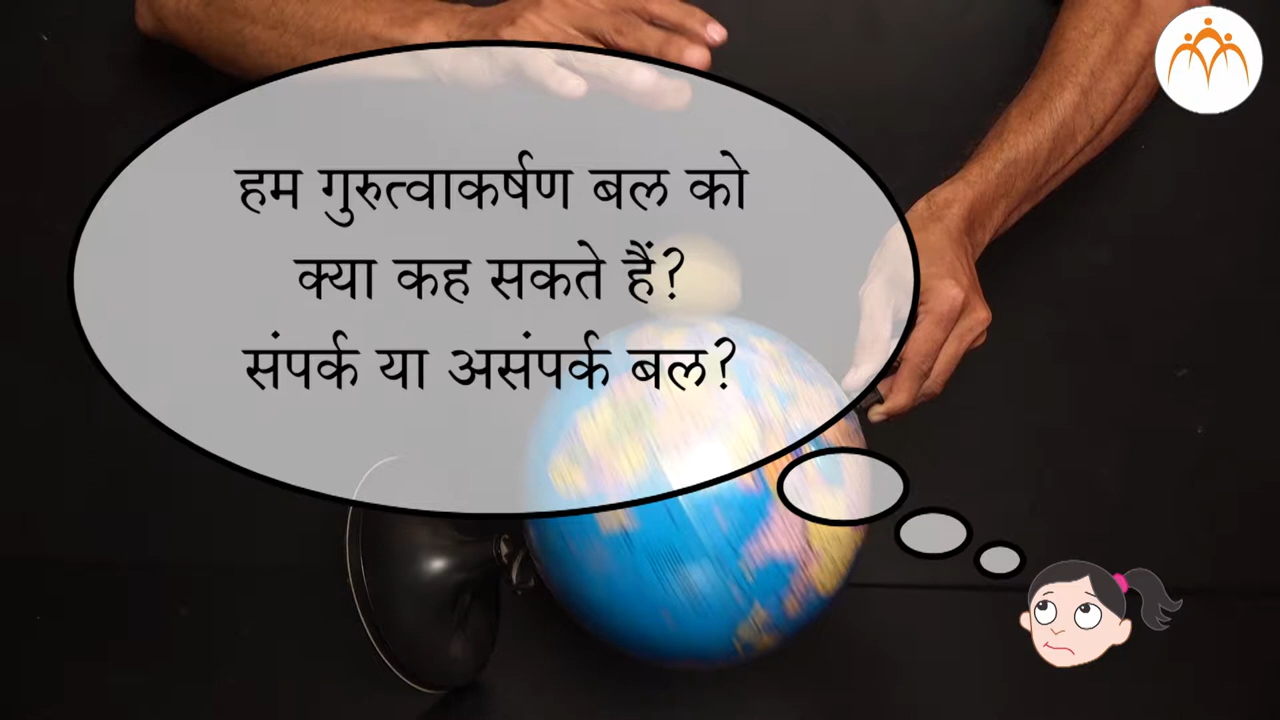 हम गुरुत्वाकर्षण बल को
क्या कह सकते हैं?
संपर्क या असंपर्क बल?